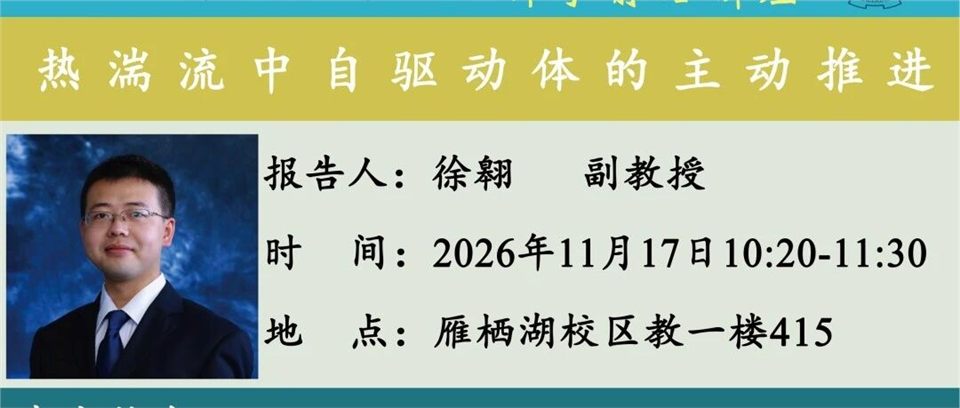 热湍流中自驱动体的主动推进
报告人：徐翱 副教授
时 间：2026年11月17日10:20-11:30
地 点：雁栖湖校区教一楼415